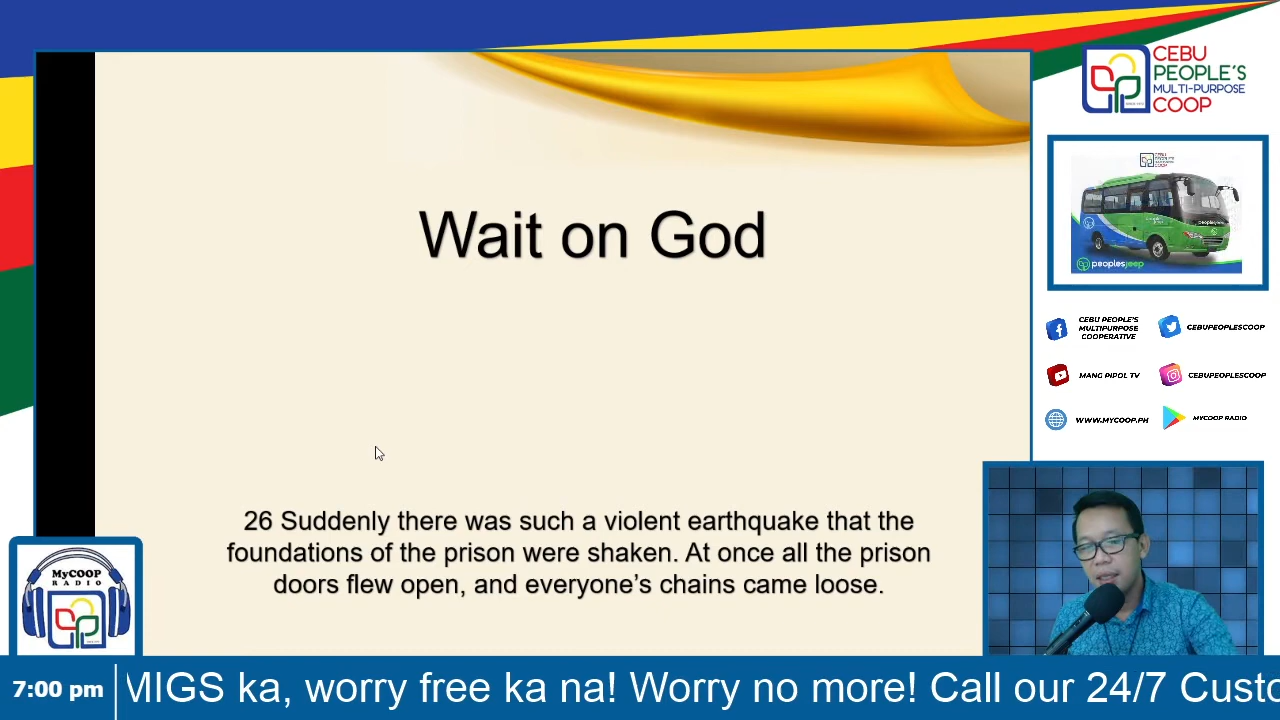 CEBU
PEOPLE'S
MULTI-PURPOSE
COOP
Wait on God
peoplesjeep
CEBU PEOPLE'S
MULTIPURPOSE
COOPERATIVE
CEBUPEOPLESCOOP
MANG PIPOL TV
CEBUPEOPLESCOOP
WWW.MYCOOP.PH
MYCOOP RADIO
26 Suddenly there was such a violent earthquake that the
foundations of the prison were shaken. At once all the prison
doors flew open, and everyone’s chains came loose.
MyCOOP
RADIO
7:00 pm
MIGS ka, worry free ka na! Worry no more! Call our 24/7 Custo